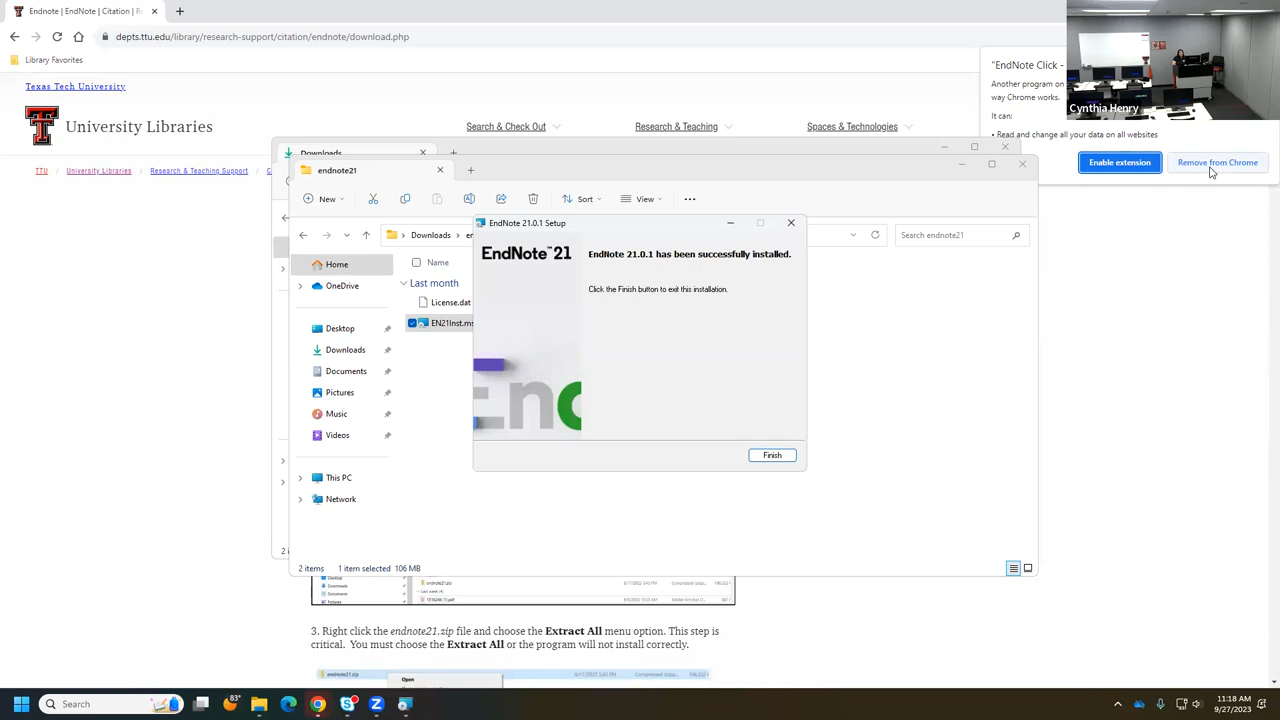 Endnote | EndNote | Citation | R
depts.ttu.edu/library/research-support/citation/endnote/download.php
Library Favorites
Texas Tech University
University Libraries
Search & Check Out
Research & Teaching
Spaces & Technologies
TTU / University Libraries / Research & Teaching Support /
"EndNote Click -
Another program on
way Chrome works.
It can:
• Read and change all your data on all websites
Enable extension
Remove from Chrome
Cynthia Henry
Downloads
endnote21
New
Sort
View
Downloads
Search endnote21
Home
OneDrive
Desktop
Downloads
Documents
Pictures
Music
Videos
This PC
Network
Name
Last month
License.dat
EN21Inst.ms
EndNote 21.0.1 Setup
EndNote™ 21
EndNote 21.0.1 has been successfully installed.
Click the Finish button to exit this installation.
Finish
2 items 1 item selected 106 MB
3. Right click the endnote21.zip file and choose the Extract All menu option. This step is
critical. You must choose the Extract All or the program will not install correctly.
endnote21.zip
Open
83°
Search
11:18 AM
9/27/2023